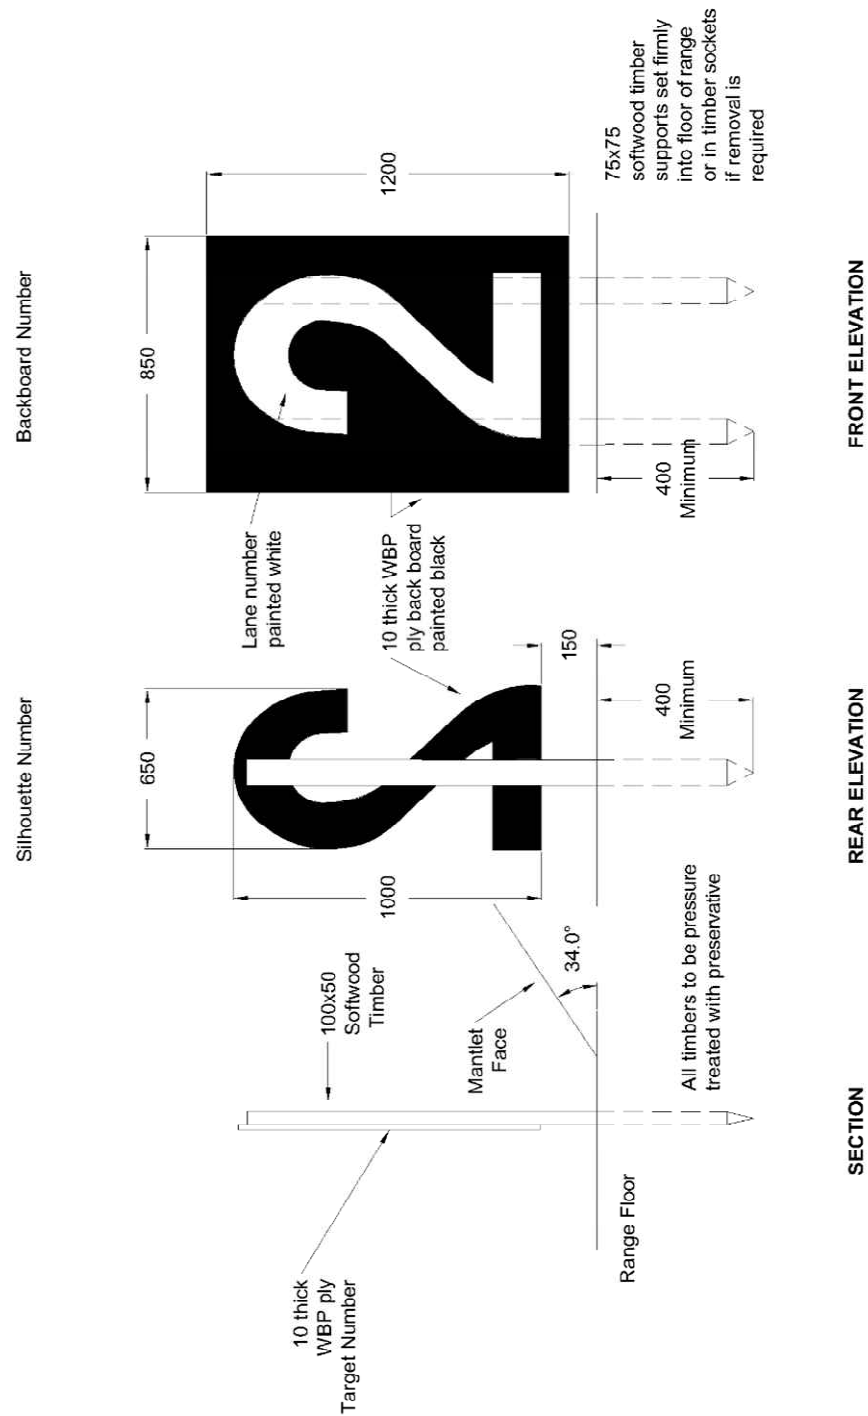 Silhouette Number
Backboard Number
650
850
1000
1200
10 thick
WBP ply
Target Number
100x50
Softwood
Timber
Mantlet
Face
34.0°
Lane number
painted white
10 thick WBP
ply back board
painted black
150
400
Minimum
400
Minimum
75x75
softwood timber
supports set firmly
into floor of range
or in timber sockets
if removal is
required
Range Floor
All timbers to be pressure
treated with preservative
SECTION
REAR ELEVATION
FRONT ELEVATION
2